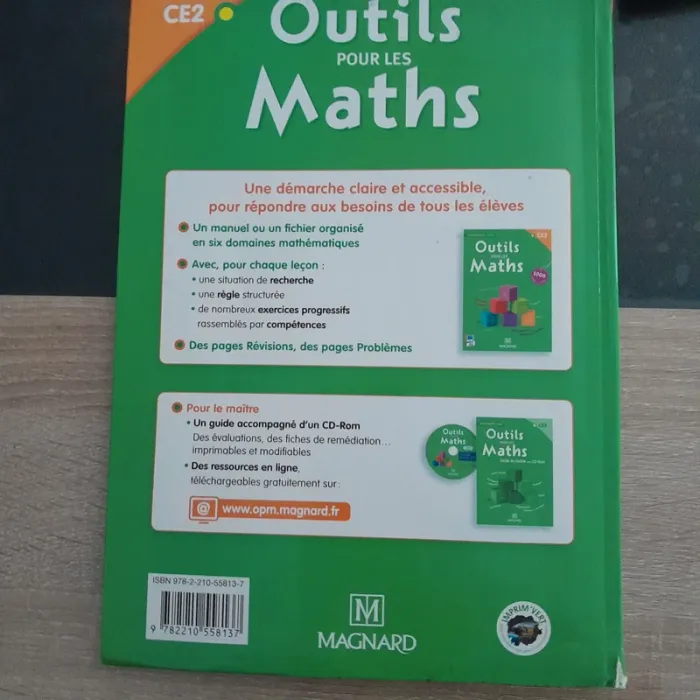 CE2
Outils
POUR LES
Maths
Une démarche claire et accessible,
pour répondre aux besoins de tous les élèves
Un manuel ou un fichier organisé
en six domaines mathématiques
Avec, pour chaque leçon :
• une situation de recherche
• une règle structurée
• de nombreux exercices progressifs
rassemblés par compétences
Des pages Révisions, des pages Problèmes
Outils
POUR LES
Maths
MAGNARD
Pour le maître
• Un guide accompagné d'un CD-Rom
Des évaluations, des fiches de remédiation...
imprimables et modifiables
• Des ressources en ligne,
téléchargeables gratuitement sur :
@ www.opm.magnard.fr
Outils
Maths
Outils
POUR LES
Maths
ISBN 978-2-210-55813-7
9 782210 558137
M
MAGNARD
IMPRIM'VERT